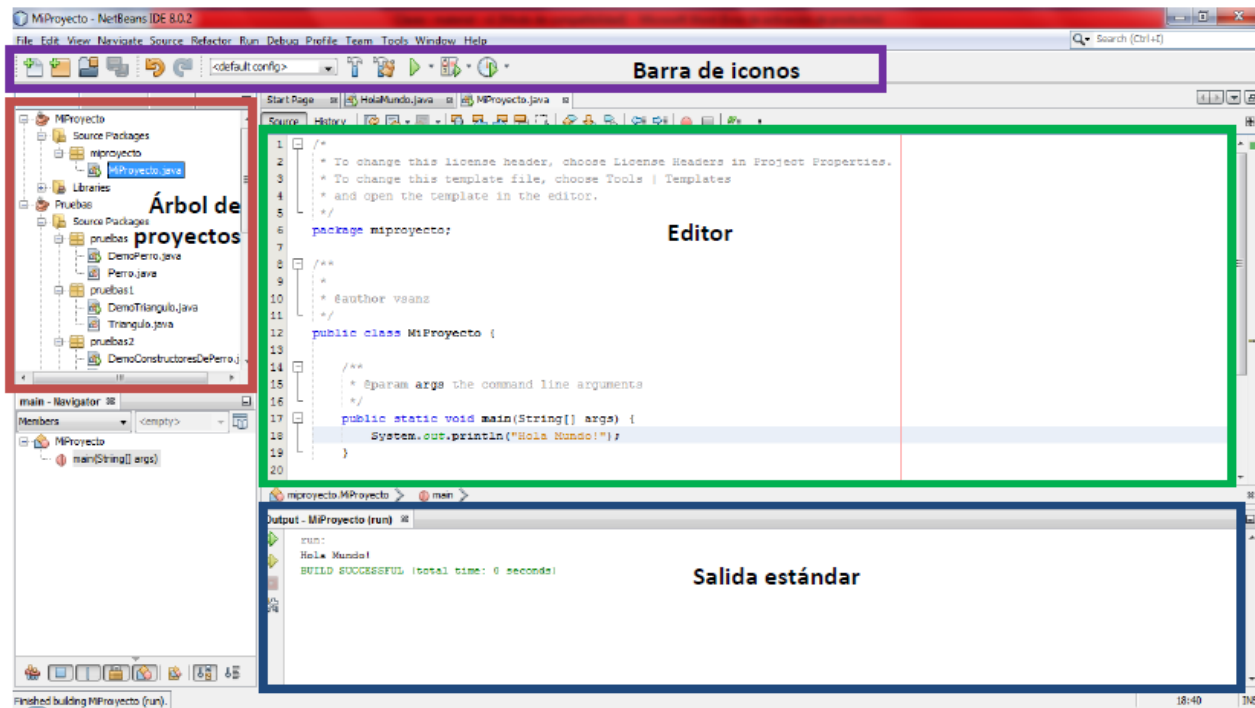 MiProyecto - NetBeans IDE 8.0.2
File Edit View Navigate Source Refactor Run Debug Profile Team Tools Window Help
Search (Ctrl+I)
<default config>
Barra de iconos
Start Page
HolaMundo.java
MiProyecto.java
Source
History
MiProyecto
Source Packages
miproyecto
MiProyecto.java
Libraries
Pruebas
Source Packages
pruebas
DemoPerro.java
Perro.java
pruebas1
DemoTriangulo.java
Triangulo.java
pruebas2
DemoConstructoresDePerro.j
Árbol de
proyectos
1 /*
2 * To change this license header, choose License Headers in Project Properties.
3 * To change this template file, choose Tools | Templates
4 * and open the template in the editor.
5 */
6 package miproyecto;
7
8 /**
9 *
10 * @author vsanz
11 */
12 public class MiProyecto {
13
14 /**
15 * @param args the command line arguments
16 */
17 public static void main(String[] args) {
18 System.out.println("Hola Mundo!");
19 }
20
Editor
main - Navigator
Members
<empty>
MiProyecto
main(String[] args)
miproyecto.MiProyecto
main
Output - MiProyecto (run)
run:
Hola Mundo!
BUILD SUCCESSFUL (total time: 0 seconds)
Salida estándar
Finished building MiProyecto (run).
18:40
INS